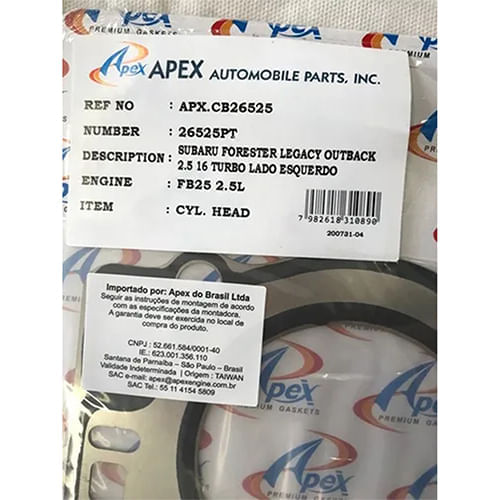 Apex APEX AUTOMOBILE PARTS, INC.
REF NO : APX.CB26525
NUMBER : 26525PT
DESCRIPTION : SUBARU FORESTER LEGACY OUTBACK
2.5 16 TURBO LADO ESQUERDO
ENGINE : FB25 2.5L
ITEM : CYL. HEAD
7 982618 310890
200731-04
Importado por: Apex do Brasil Ltda
Seguir as instruções de montagem de acordo
com as especificações da montadora.
A garantia deve ser exercida no local de
compra do produto.
CNPJ : 52.661.584/0001-40
IE.: 623.001.356.110
Santana de Parnaíba – São Paulo – Brasil
Validade Indeterminada | Origem : TAIWAN
SAC e-mail: apex@apexengine.com.br
SAC Tel.: 55 11 4154 5809
Apex
PREMIUM GASKETS
Apex
PREMIUM GASKETS